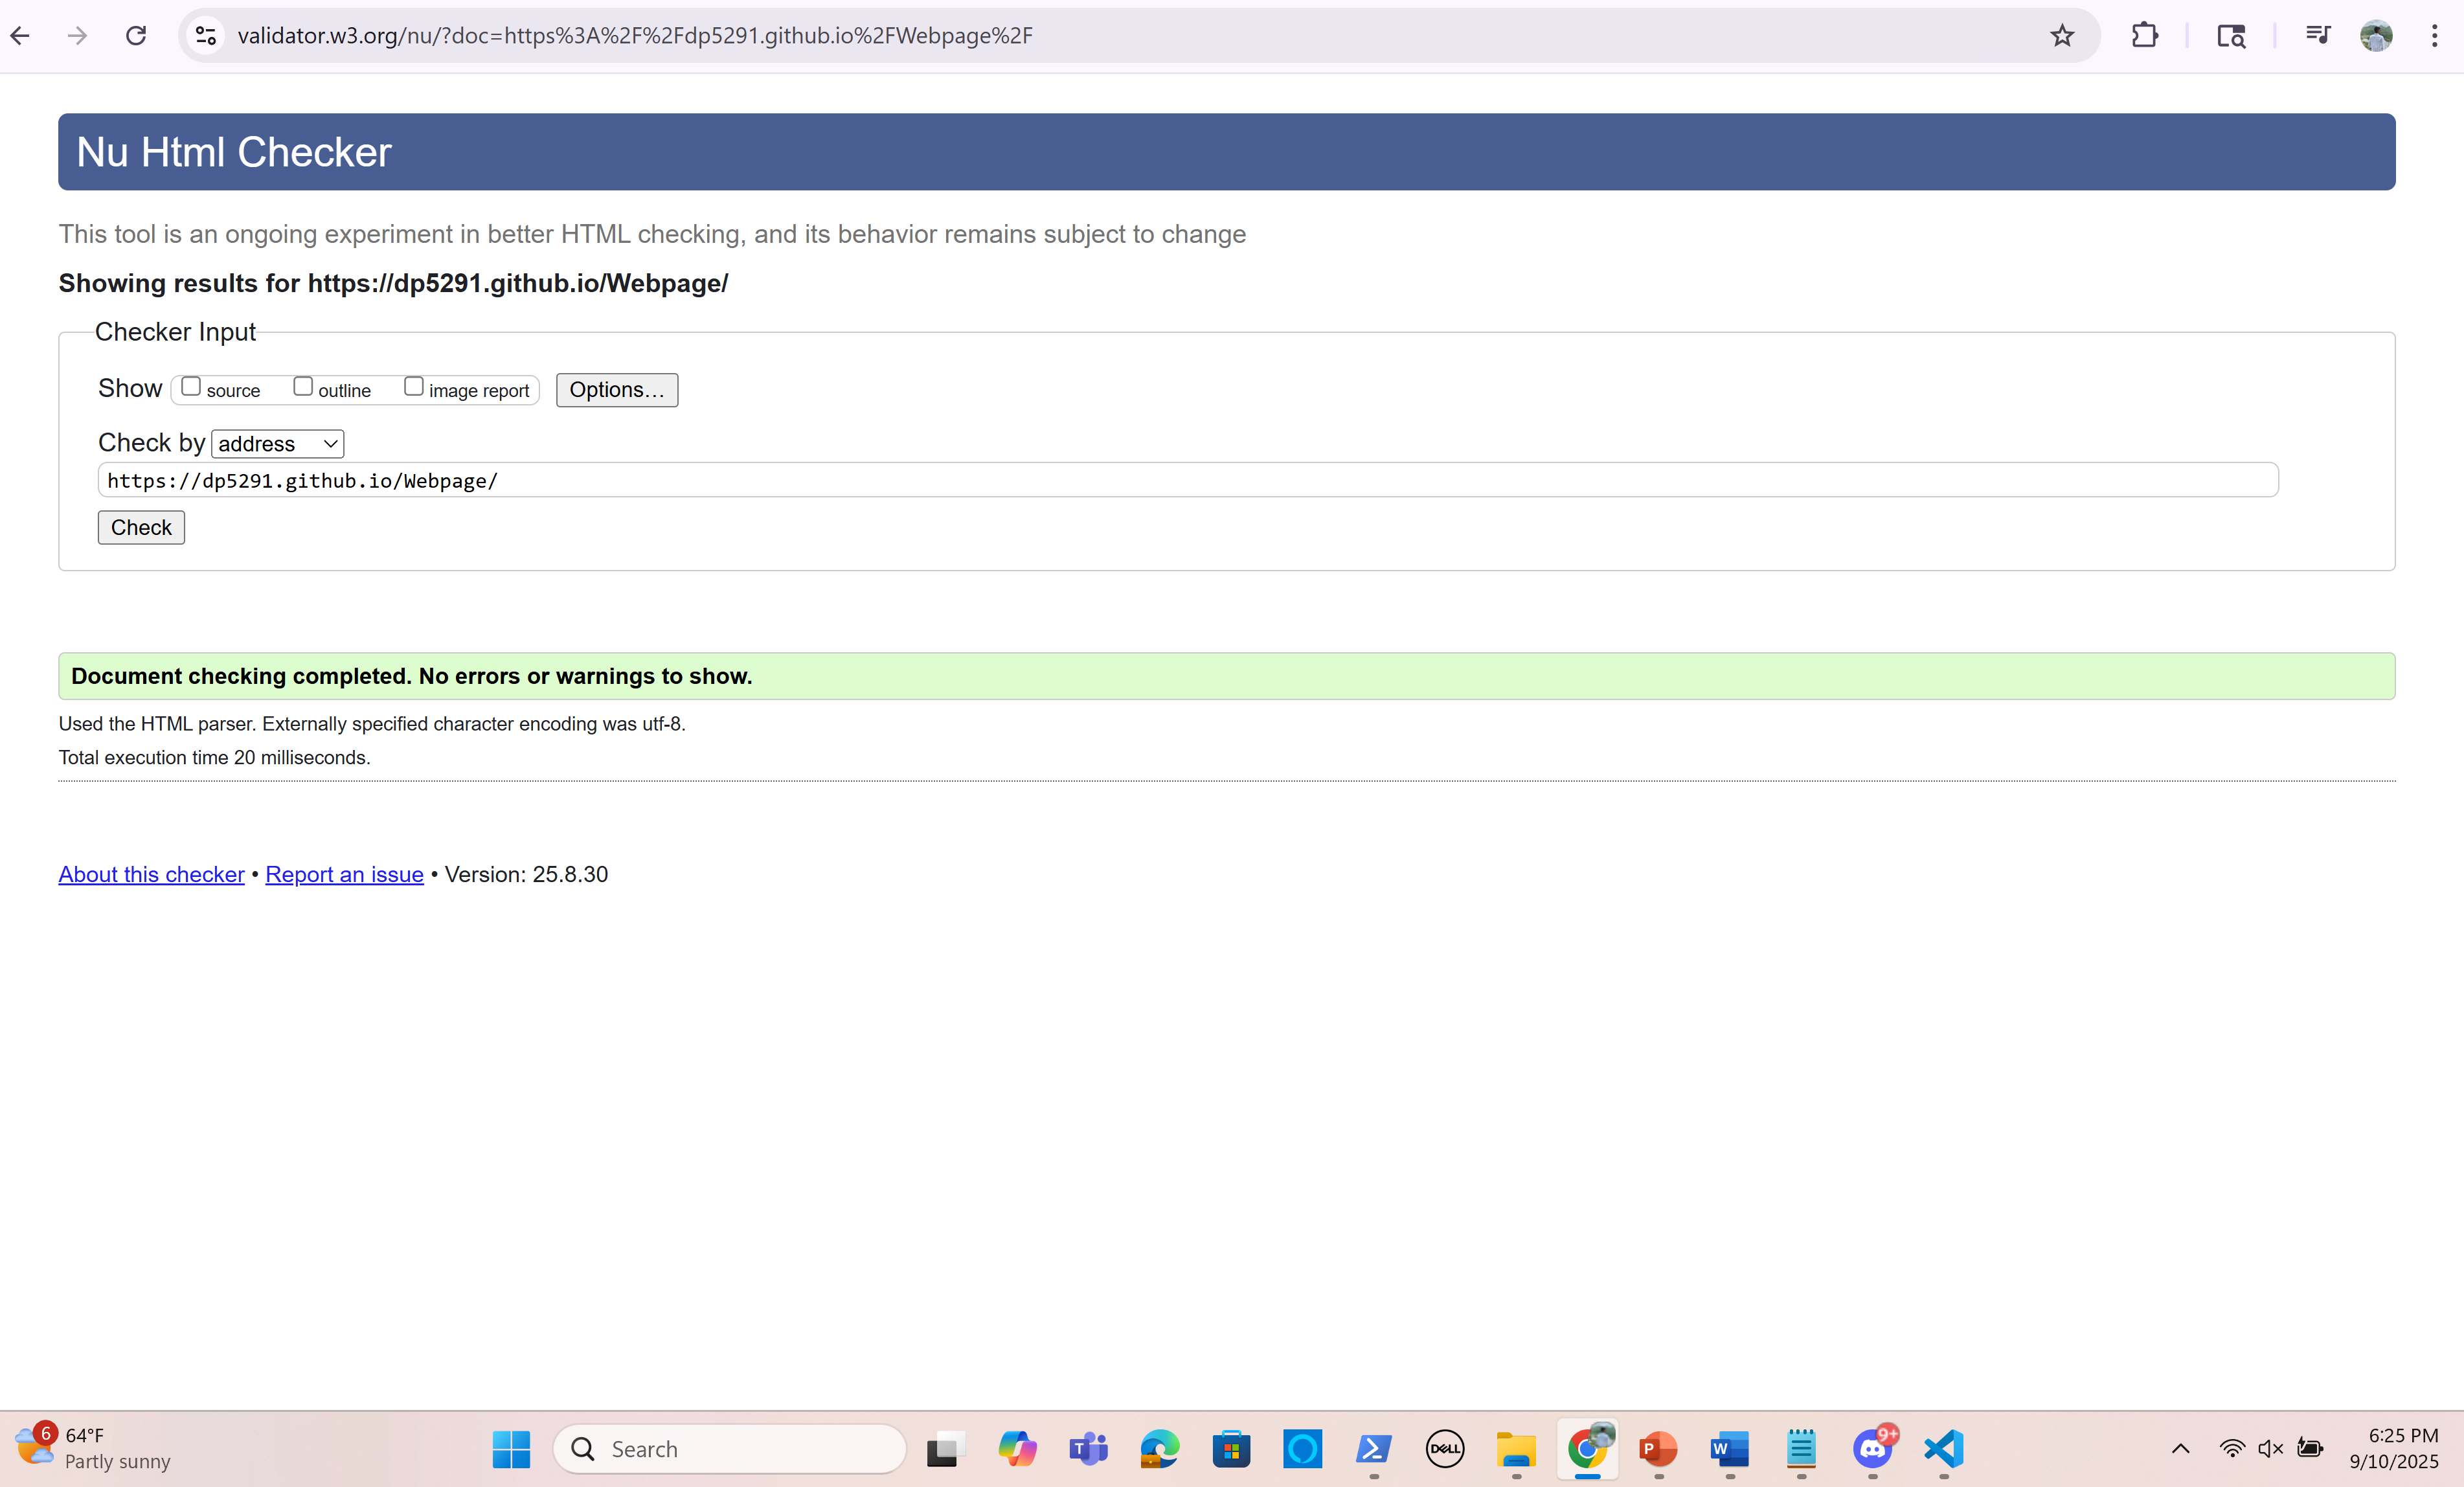 validator.w3.org/nu/?doc=https%3A%2F%2Fdp5291.github.io%2FWebpage%2F
Nu Html Checker
This tool is an ongoing experiment in better HTML checking, and its behavior remains subject to change
Showing results for https://dp5291.github.io/Webpage/
Checker Input
Show source outline image report Options…
Check by address
https://dp5291.github.io/Webpage/
Check
Document checking completed. No errors or warnings to show.
Used the HTML parser. Externally specified character encoding was utf-8.
Total execution time 20 milliseconds.
About this checker • Report an issue • Version: 25.8.30
6
64°F
Partly sunny
Search
T
DELL
P
W
9+
6:25 PM
9/10/2025